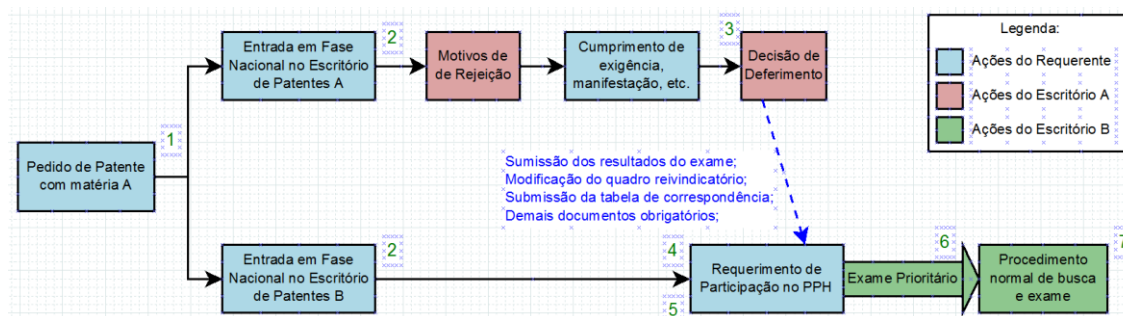 Entrada em Fase
Nacional no Escritório
de Patentes A
2
Motivos de
de Rejeição
Cumprimento de
exigência,
manifestação, etc.
3
Decisão de
Deferimento
Legenda:
Ações do Requerente
Ações do Escritório A
Ações do Escritório B
1
Pedido de Patente
com matéria A
Sumissão dos resultados do exame;
Modificação do quadro reivindicatório;
Submissão da tabela de correspondência;
Demais documentos obrigatórios;
Entrada em Fase
Nacional no Escritório
de Patentes B
2
4
5
Requerimento de
Participação no PPH
6
Exame Prioritário
7
Procedimento
normal de busca
e exame